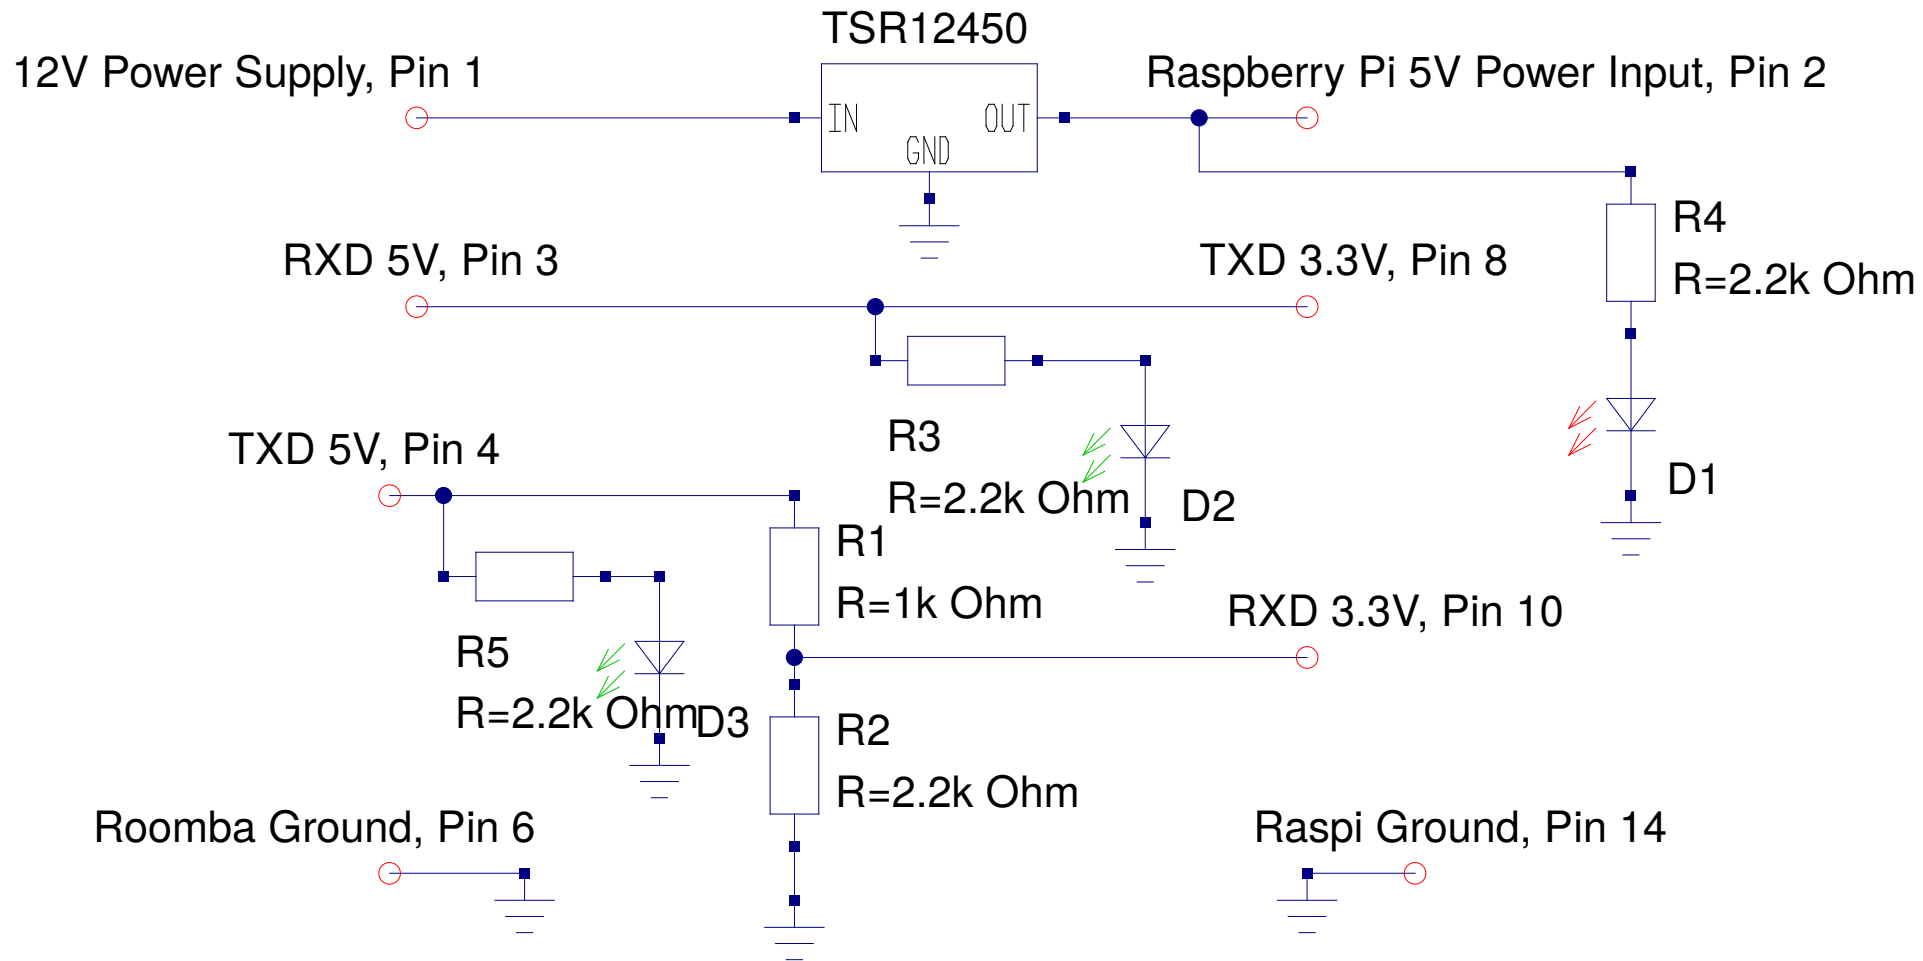 TSR12450
12V Power Supply, Pin 1
Raspberry Pi 5V Power Input, Pin 2
IN
OUT
GND
R4
R=2.2k Ohm
RXD 5V, Pin 3
TXD 3.3V, Pin 8
R3
R=2.2k Ohm
D2
D1
TXD 5V, Pin 4
R1
R=1k Ohm
RXD 3.3V, Pin 10
R5
R=2.2k Ohm
D3
R2
R=2.2k Ohm
Roomba Ground, Pin 6
Raspi Ground, Pin 14